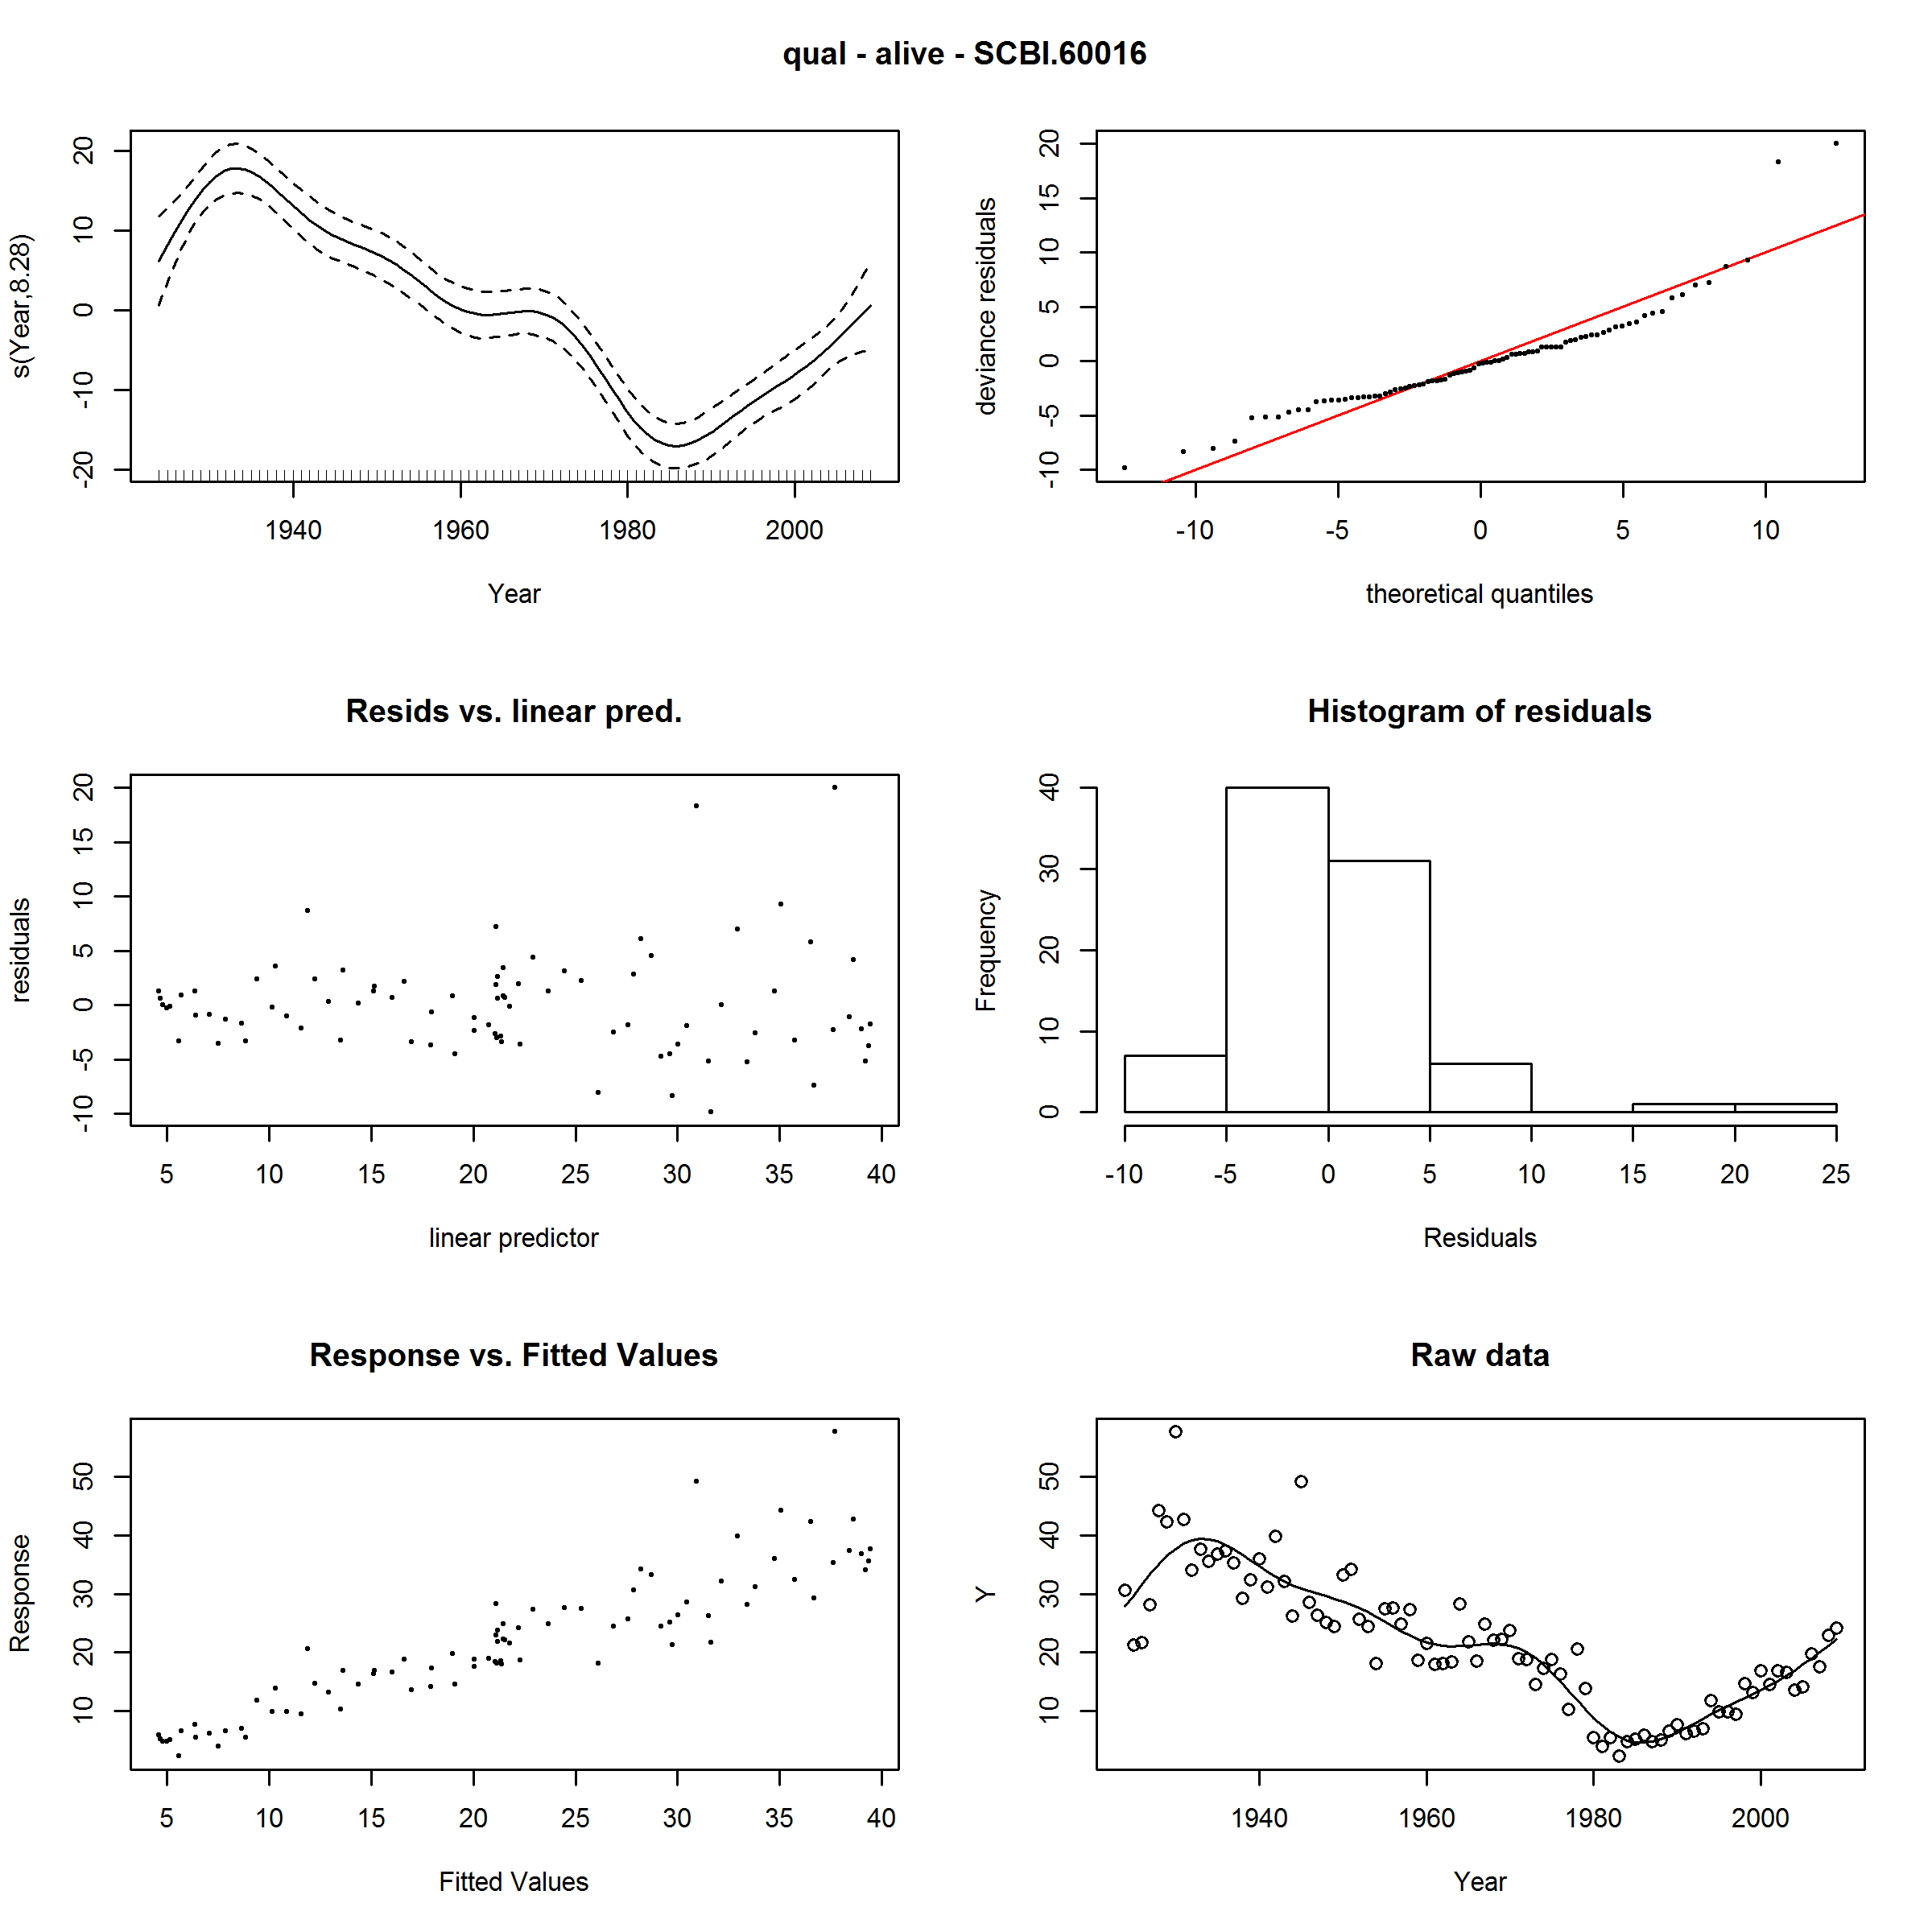 qual - alive - SCBI.60016
s(Year,8.28)
20
10
0
-10
-20
1940 1960 1980 2000
Year
deviance residuals
20
15
10
5
0
-5
-10
-10 -5 0 5 10
theoretical quantiles
Resids vs. linear pred.
residuals
20
15
10
5
0
-5
-10
5 10 15 20 25 30 35 40
linear predictor
Histogram of residuals
Frequency
40
30
20
10
0
-10 -5 0 5 10 15 20 25
Residuals
Response vs. Fitted Values
Response
50
40
30
20
10
5 10 15 20 25 30 35 40
Fitted Values
Raw data
Y
50
40
30
20
10
1940 1960 1980 2000
Year